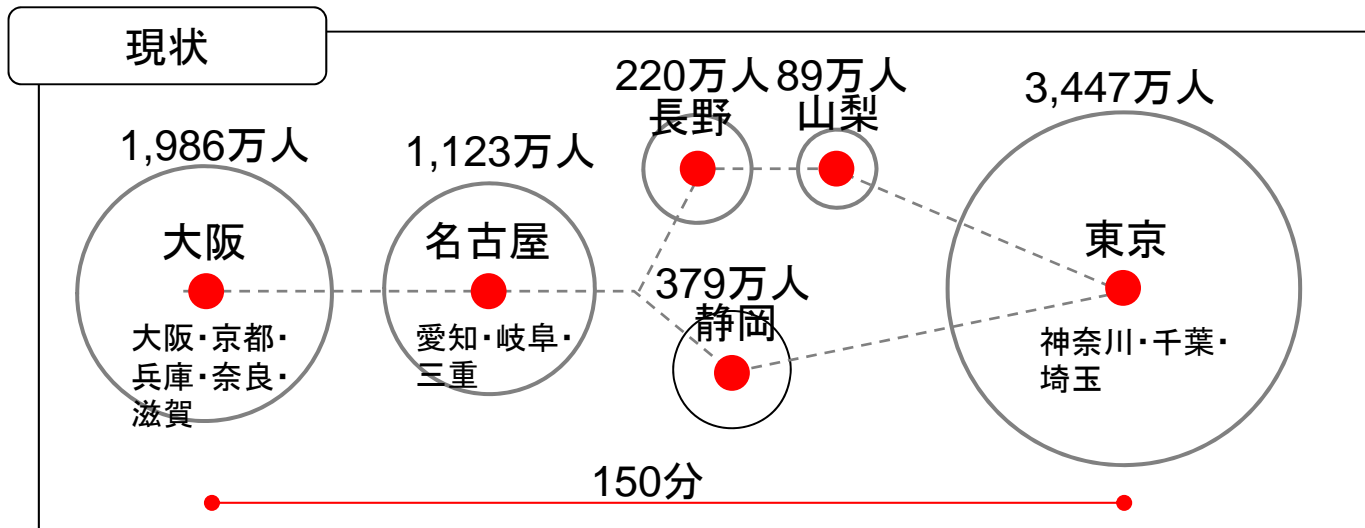 現状
1,986万人
大阪
大阪・京都・
兵庫・奈良・
滋賀
1,123万人
名古屋
愛知・岐阜・
三重
220万人
長野
89万人
山梨
379万人
静岡
3,447万人
東京
神奈川・千葉・
埼玉
150分